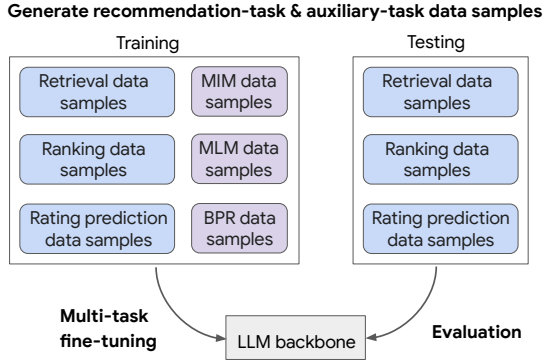 Generate recommendation-task & auxiliary-task data samples
Training
Testing
Retrieval data
samples
MIM data
samples
Retrieval data
samples
Ranking data
samples
MLM data
samples
Ranking data
samples
Rating prediction
data samples
BPR data
samples
Rating prediction
data samples
Multi-task
fine-tuning
LLM backbone
Evaluation